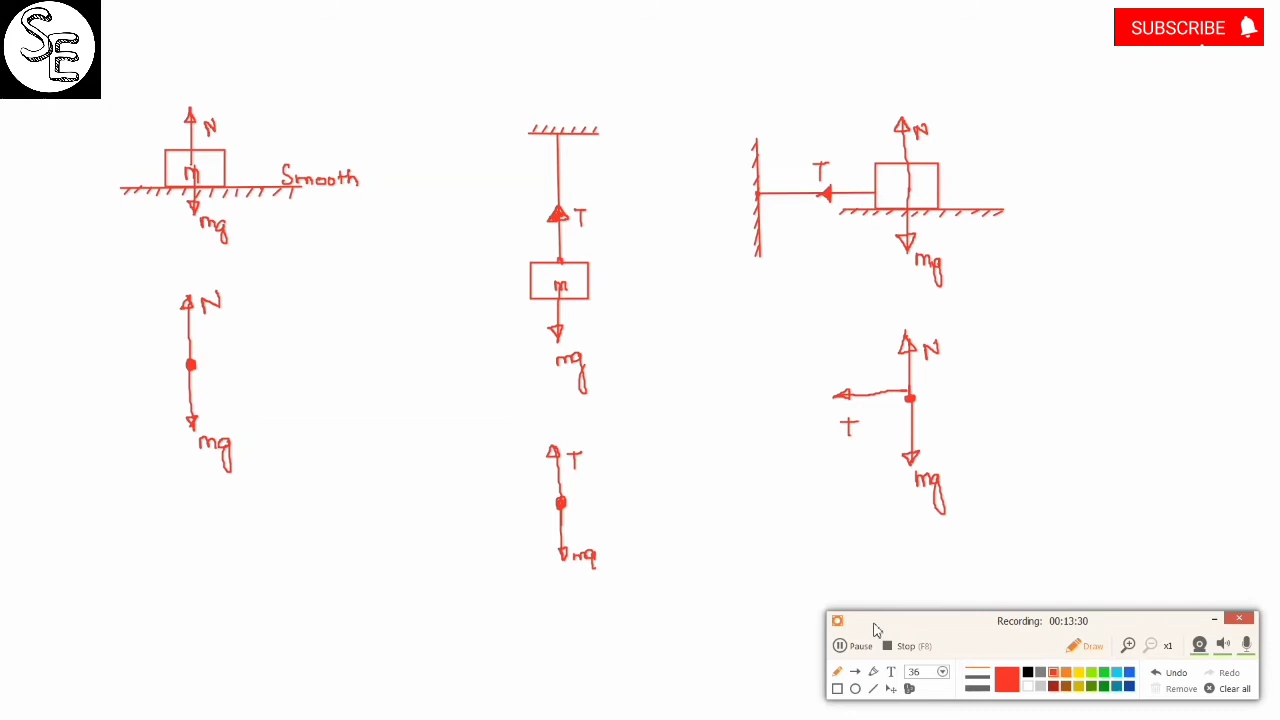 SE
SUBSCRIBE
N
m
Smooth
mg
N
mg
T
m
mg
T
mg
T
N
mg
N
T
mg
Recording: 00:13:30
Pause
Stop (F8)
Draw
x1
T
36
Undo
Redo
Remove
Clear all